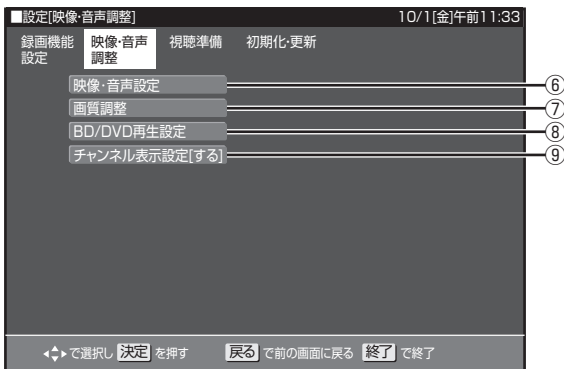 ■設定[映像・音声調整] 10/1[金]午前11:33
録画機能設定 映像・音声調整 視聴準備 初期化・更新
映像・音声設定 ⑥
画質調整 ⑦
BD/DVD再生設定 ⑧
チャンネル表示設定[する] ⑨
で選択し 決定 を押す 戻る で前の画面に戻る 終了 で終了